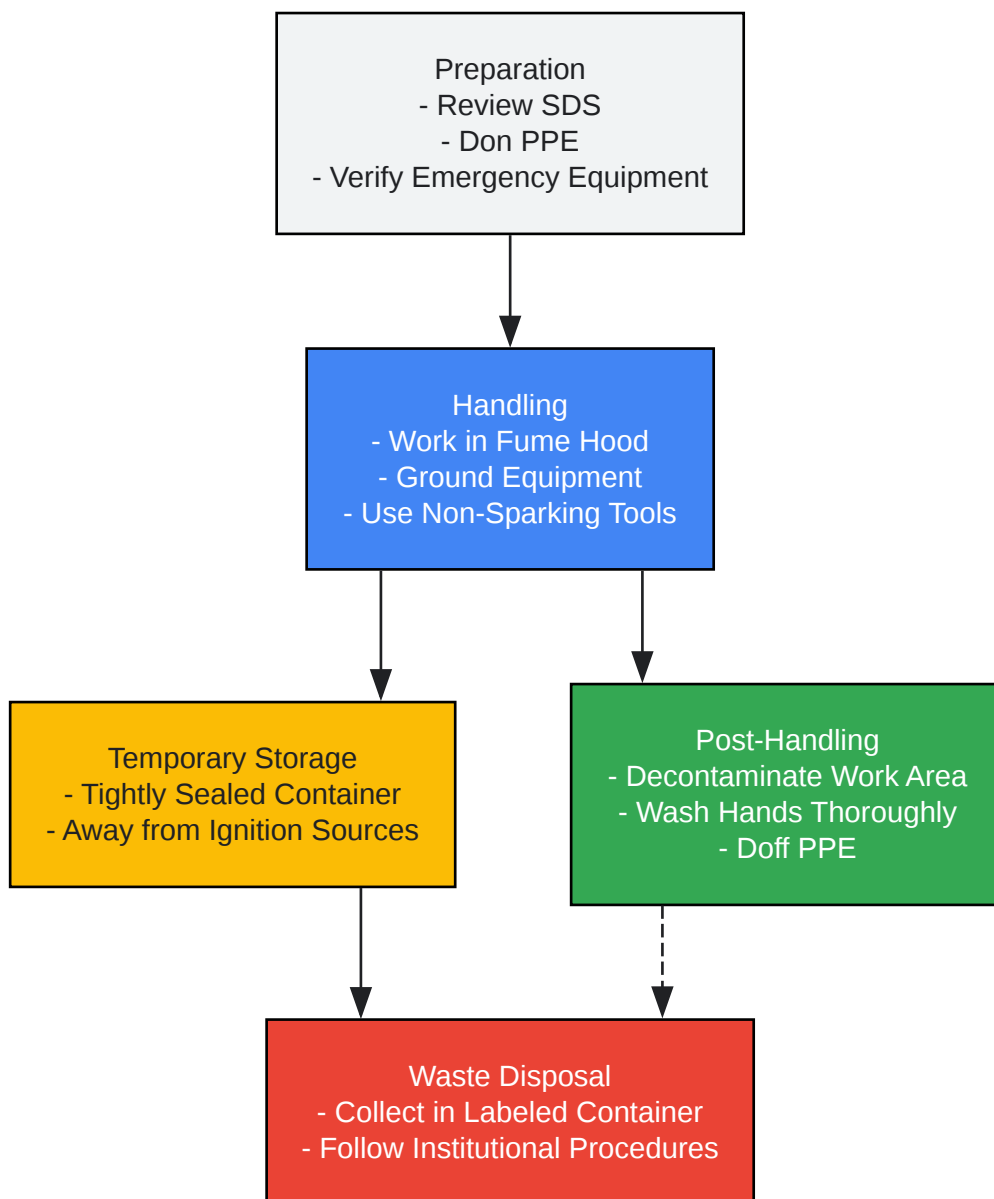 Preparation
- Review SDS
- Don PPE
- Verify Emergency Equipment
Handling
- Work in Fume Hood
- Ground Equipment
- Use Non-Sparking Tools
Temporary Storage
- Tightly Sealed Container
- Away from Ignition Sources
Post-Handling
- Decontaminate Work Area
- Wash Hands Thoroughly
- Doff PPE
Waste Disposal
- Collect in Labeled Container
- Follow Institutional Procedures